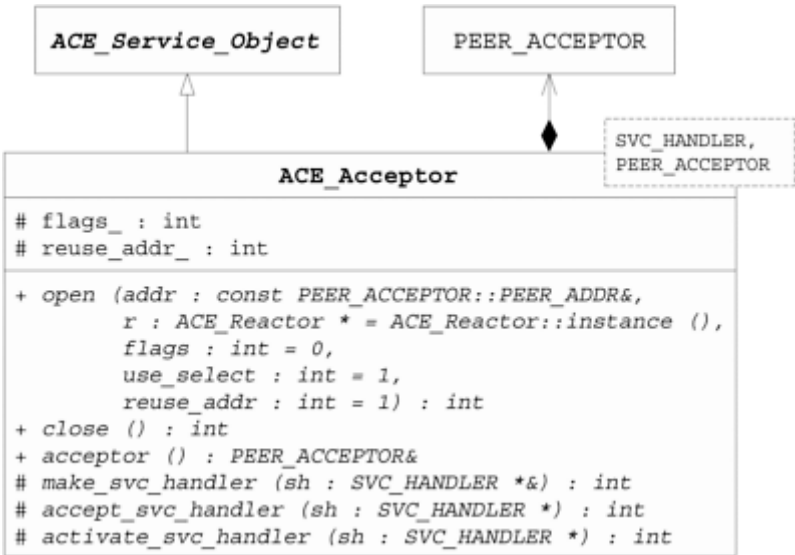 ACE_Service_Object
PEER_ACCEPTOR
SVC_HANDLER,
PEER_ACCEPTOR
ACE_Acceptor
# flags_ : int
# reuse_addr_ : int
+ open (addr : const PEER_ACCEPTOR::PEER_ADDR&,
r : ACE_Reactor * = ACE_Reactor::instance (),
flags : int = 0,
use_select : int = 1,
reuse_addr : int = 1) : int
+ close () : int
+ acceptor () : PEER_ACCEPTOR&
# make_svc_handler (sh : SVC_HANDLER *&) : int
# accept_svc_handler (sh : SVC_HANDLER *) : int
# activate_svc_handler (sh : SVC_HANDLER *) : int